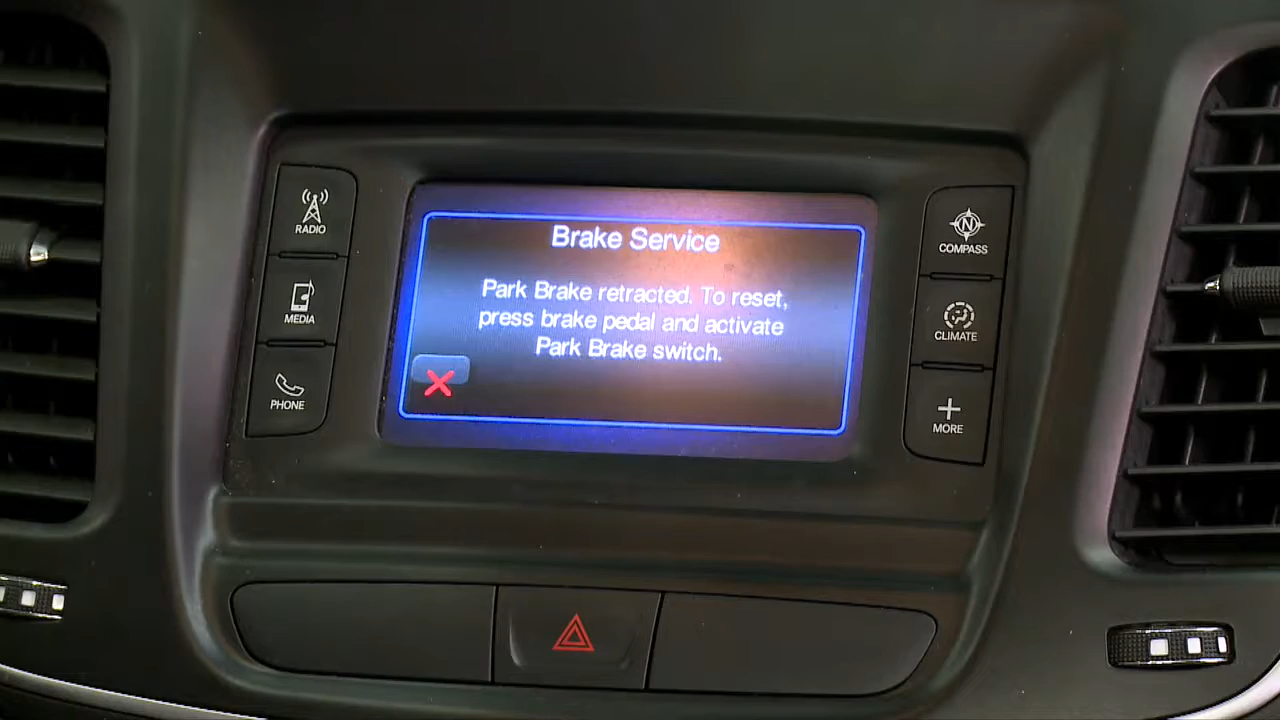 Brake Service
Park Brake retracted. To reset,
press brake pedal and activate
Park Brake switch.
RADIO
MEDIA
PHONE
N
COMPASS
CLIMATE
MORE